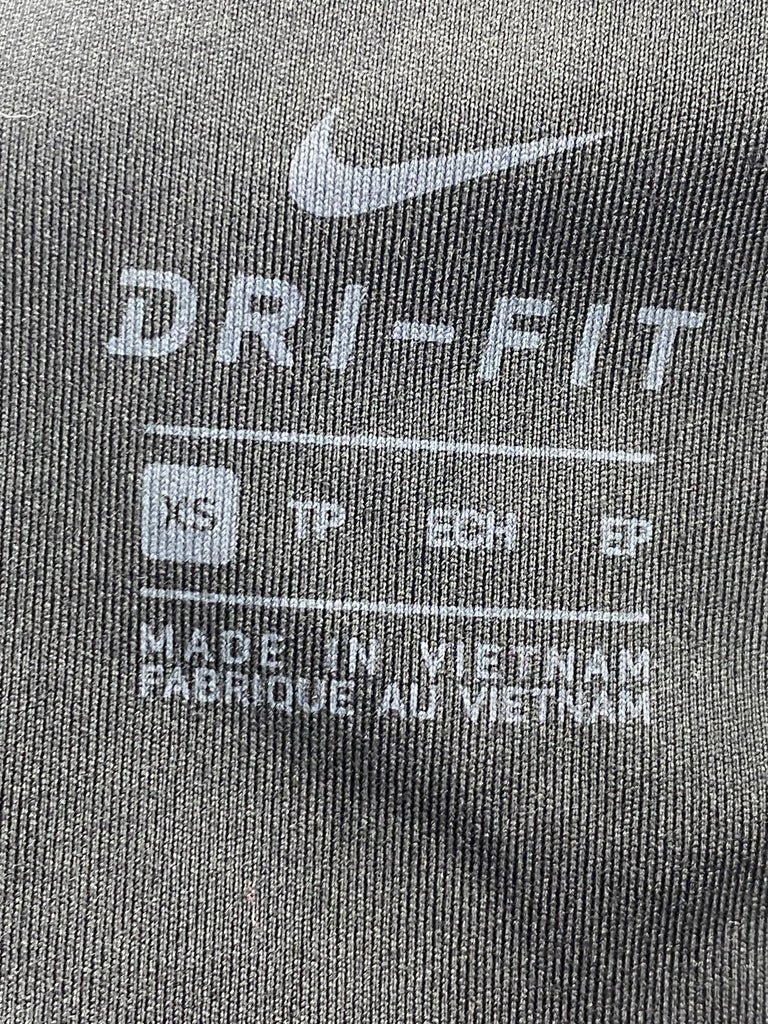 DRI-FIT
XS TP ECH EP
MADE IN VIETNAM
FABRIQUE AU VIETNAM